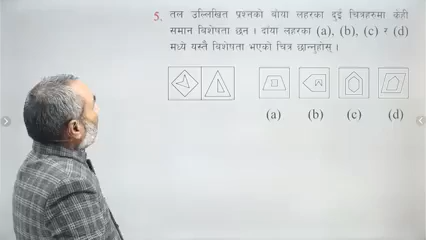 5. तल उल्लिखित प्रश्नको बाँया लहरका दुई चित्रहरुमा केही
समान विशेषता छन । दाँया लहरका (a), (b), (c) र (d)
मध्ये यस्तै विशेषता भएको चित्र छान्नुहोस् ।
(a) (b) (c) (d)